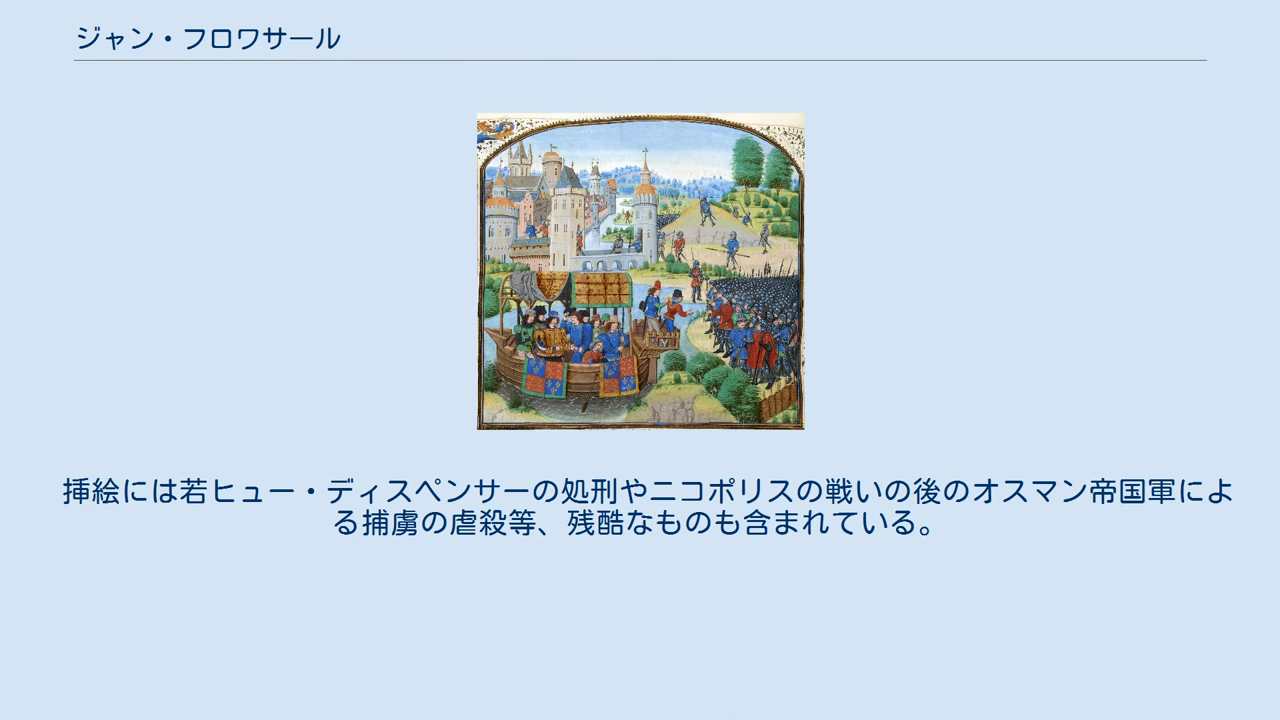 ジャン・フロワサール
挿絵には若ヒュー・ディスペンサーの処刑やニコポリスの戦いの後のオスマン帝国軍によ
る捕虜の虐殺等、残酷なものも含まれている。